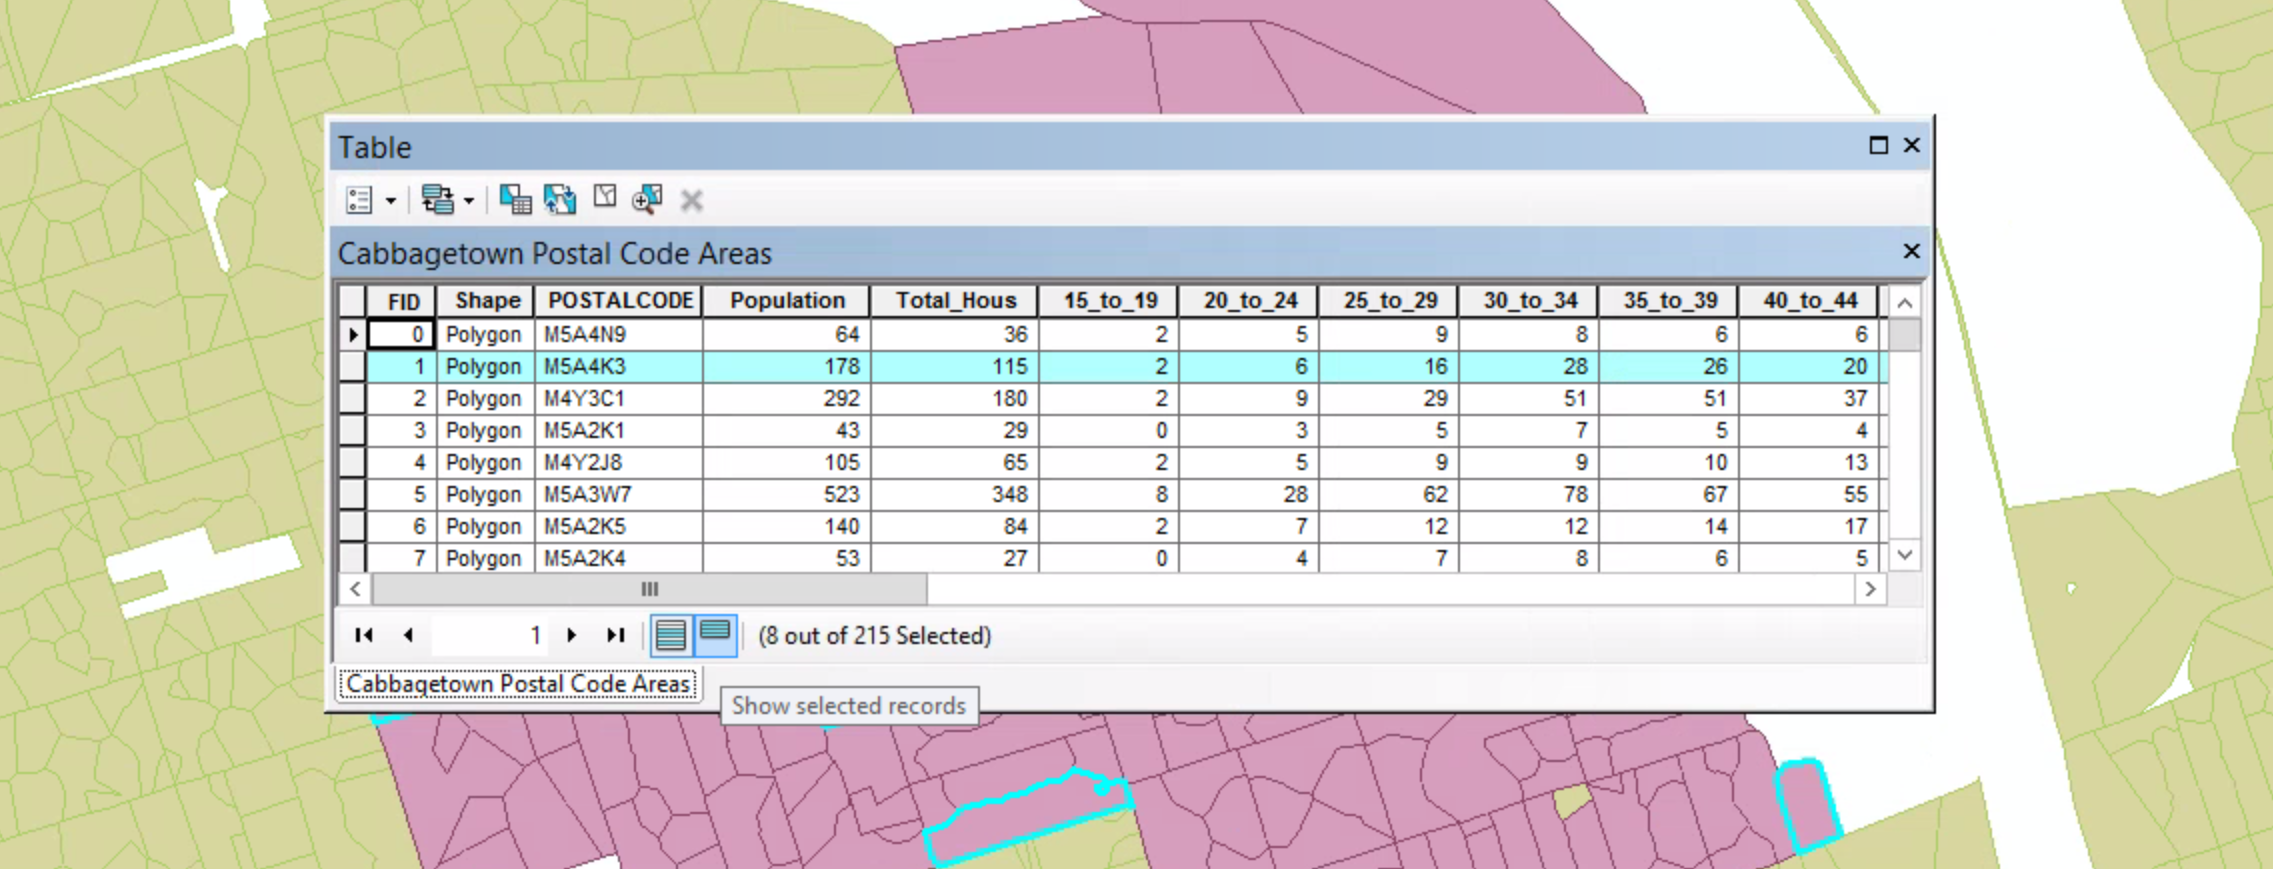 Table
Cabbagetown Postal Code Areas
FID Shape POSTALCODE Population Total_Hous 15_to_19 20_to_24 25_to_29 30_to_34 35_to_39 40_to_44
0 Polygon M5A4N9 64 36 2 5 9 8 6 6
1 Polygon M5A4K3 178 115 2 6 16 28 26 20
2 Polygon M4Y3C1 292 180 2 9 29 51 51 37
3 Polygon M5A2K1 43 29 0 3 5 7 5 4
4 Polygon M4Y2J8 105 65 2 5 9 9 10 13
5 Polygon M5A3W7 523 348 8 28 62 78 67 55
6 Polygon M5A2K5 140 84 2 7 12 12 14 17
7 Polygon M5A2K4 53 27 0 4 7 8 6 5
1 (8 out of 215 Selected)
Cabbagetown Postal Code Areas
Show selected records